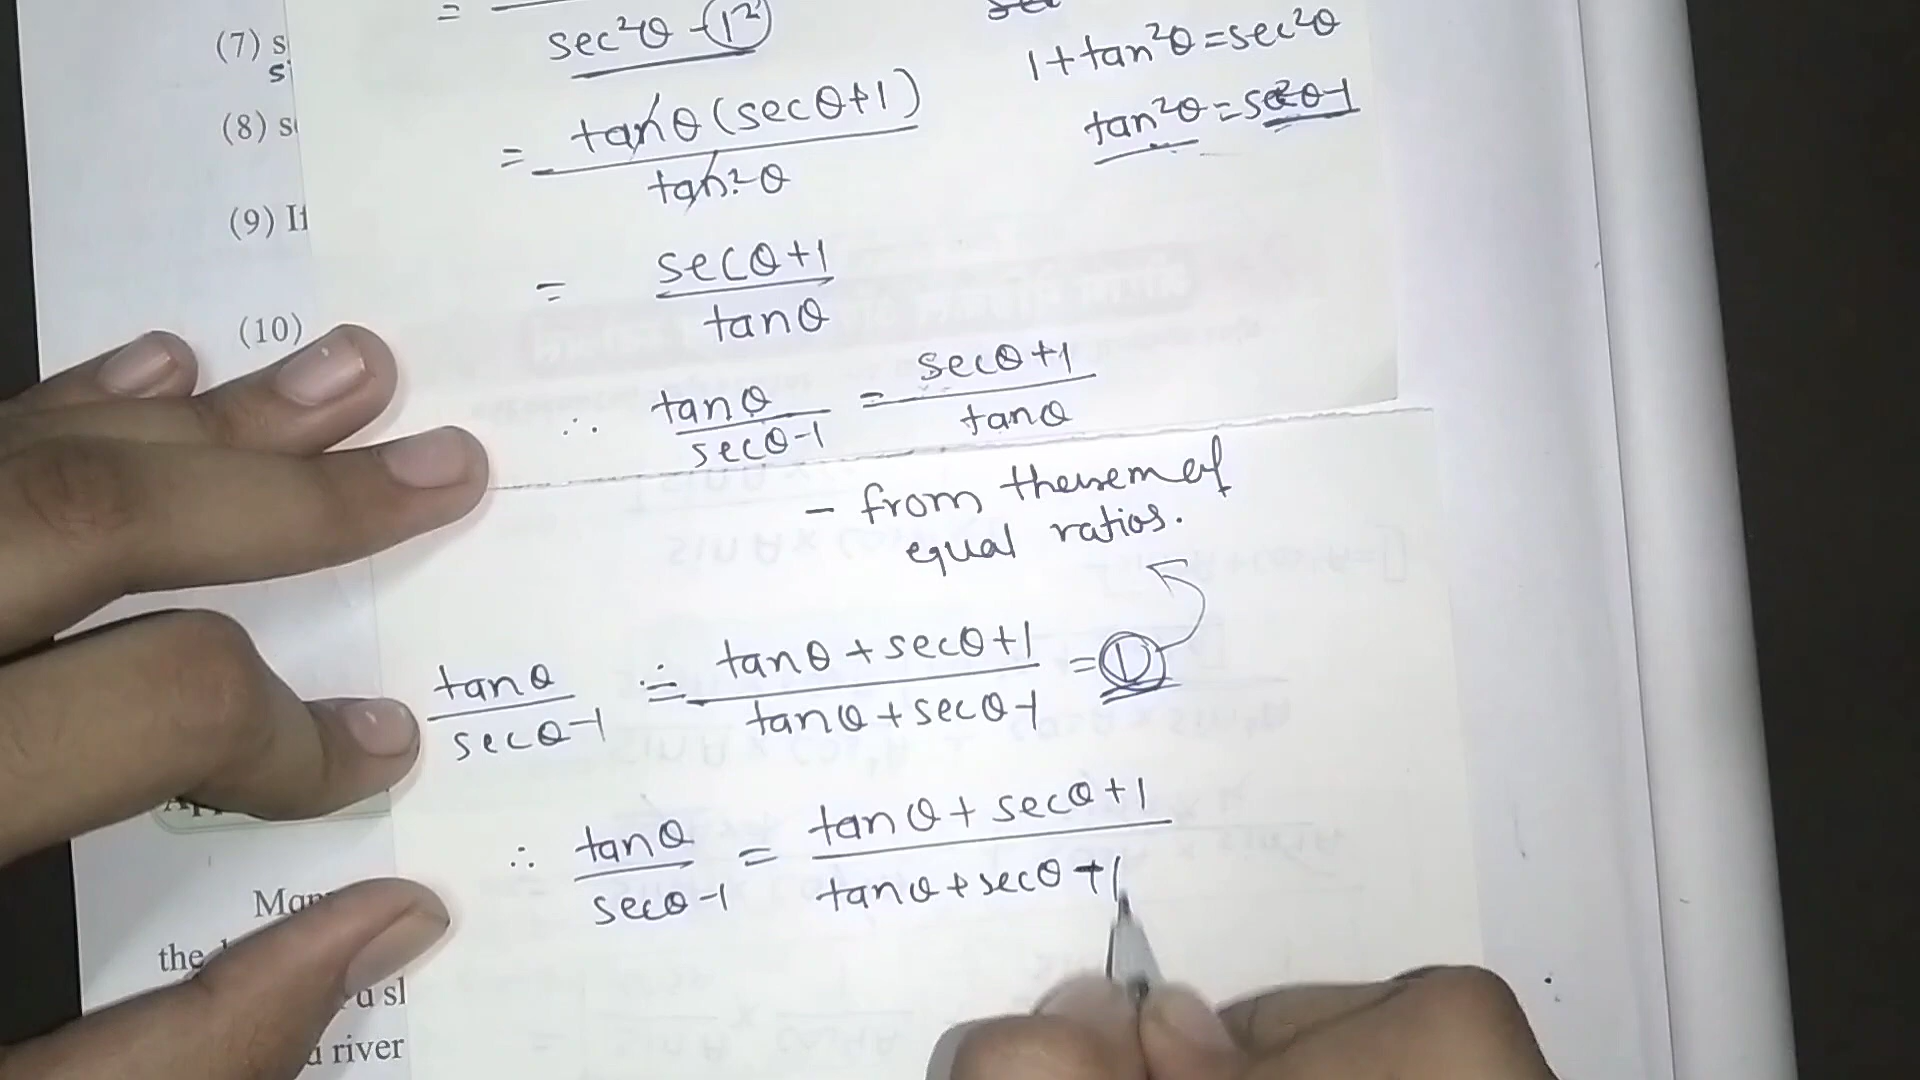 =
sec²θ - 1²
1 + tan²θ = sec²θ
(7) s
s
(8) s
= tanθ (secθ+1)
tan²θ
tan²θ = sec²θ-1
(9) If
= secθ+1
tanθ
(10)
∴ tanθ = secθ+1
secθ-1 tanθ
- from theorem of
equal ratios.
tanθ = tanθ + secθ+1 = ①
secθ-1 tanθ + secθ-1
∴ tanθ = tanθ + secθ+1
secθ-1 tanθ + secθ +1
the
river